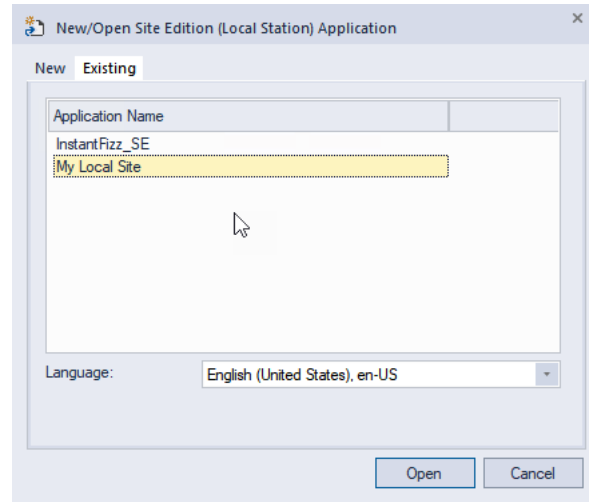 New/Open Site Edition (Local Station) Application
New Existing
Application Name
InstantFizz_SE
My Local Site
Language: English (United States), en-US
Open Cancel